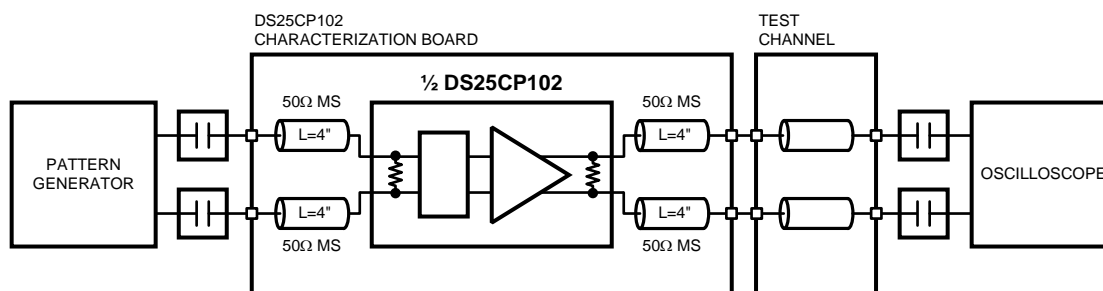 DS25CP102
CHARACTERIZATION BOARD
TEST
CHANNEL
½ DS25CP102
50Ω MS
50Ω MS
L=4"
L=4"
PATTERN
GENERATOR
OSCILLOSCOPE
L=4"
L=4"
50Ω MS
50Ω MS